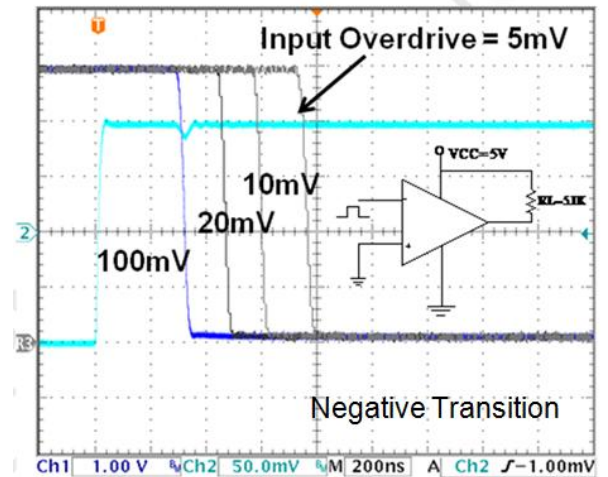 T
Input Overdrive = 5mV
VCC=5V
RL=5.1K
10mV
20mV
100mV
2
R3
Negative Transition
Ch1 1.00 V Ch2 50.0mV M 200ns A Ch2 ∫ -1.00mV